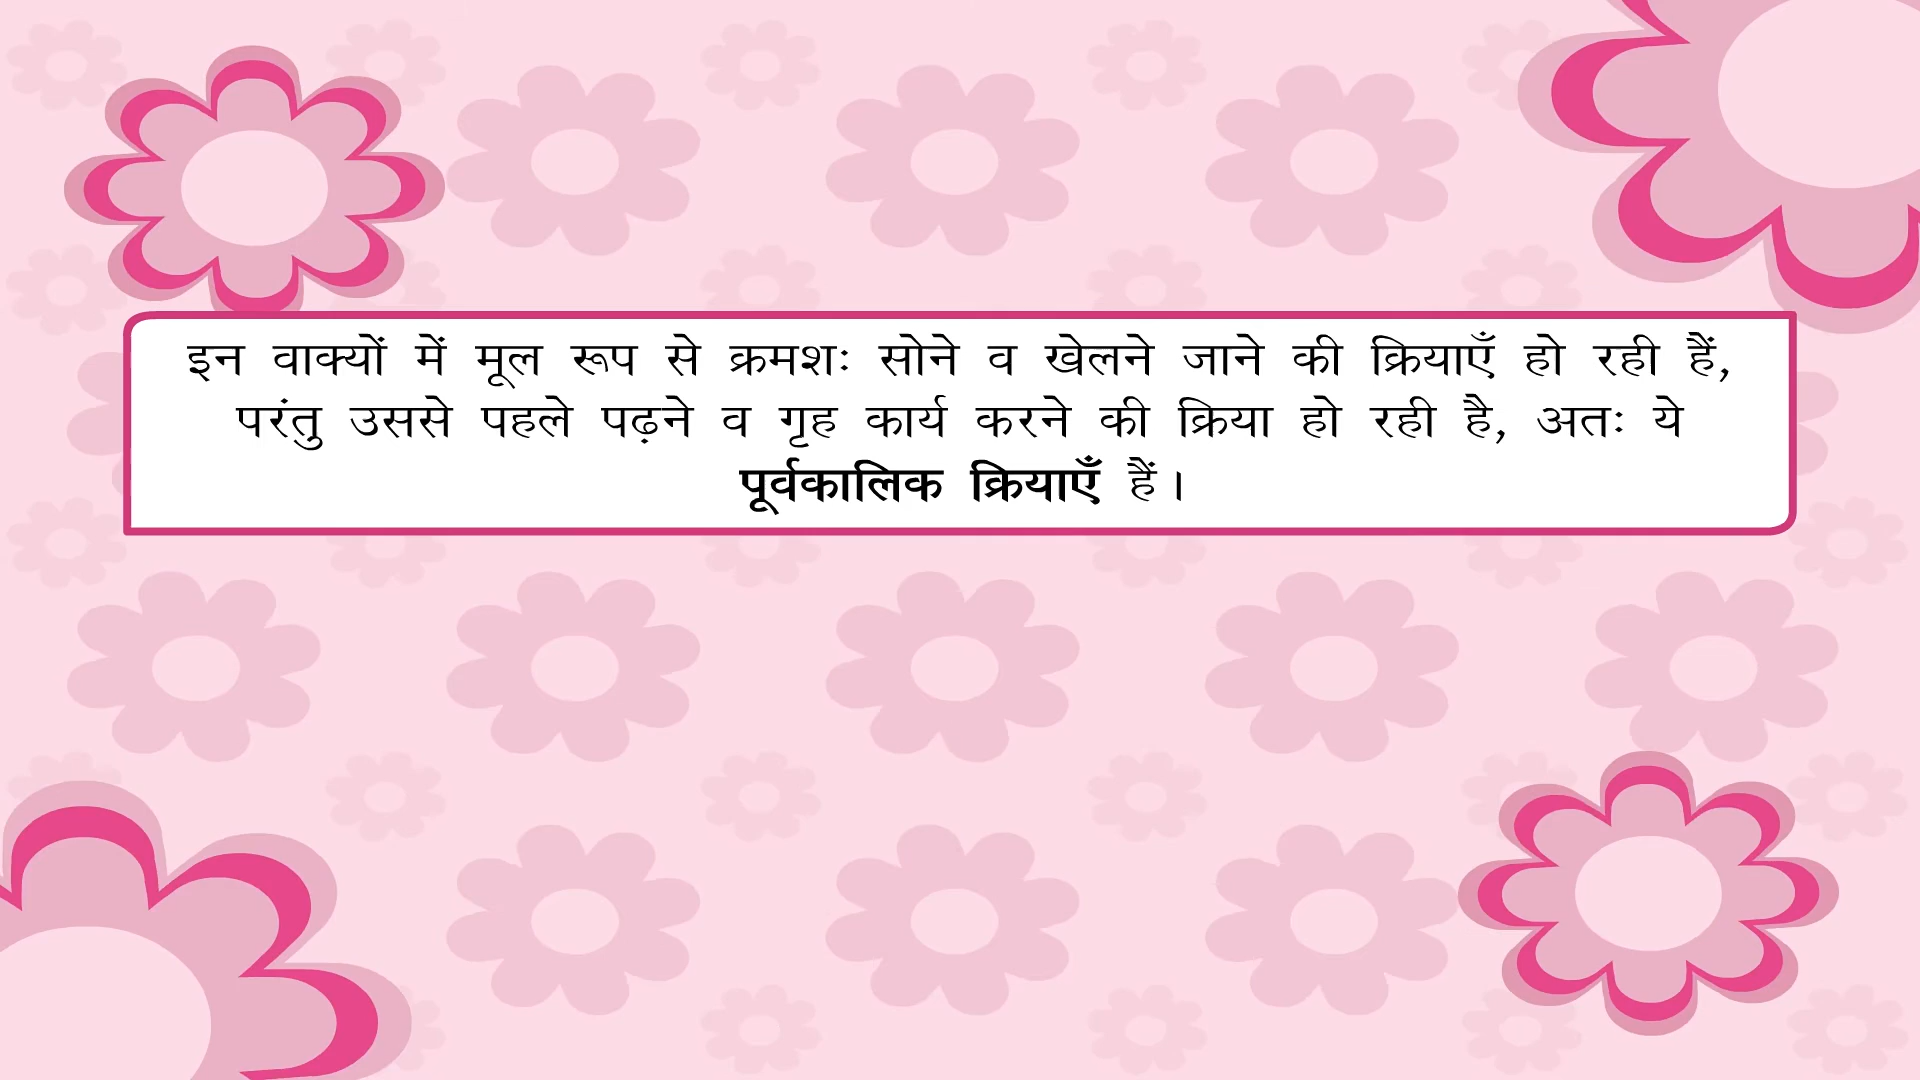 इन वाक्यों में मूल रूप से क्रमशः सोने व खेलने जाने की क्रियाएँ हो रही हैं,
परंतु उससे पहले पढ़ने व गृह कार्य करने की क्रिया हो रही है, अतः ये
पूर्वकालिक क्रियाएँ हैं।